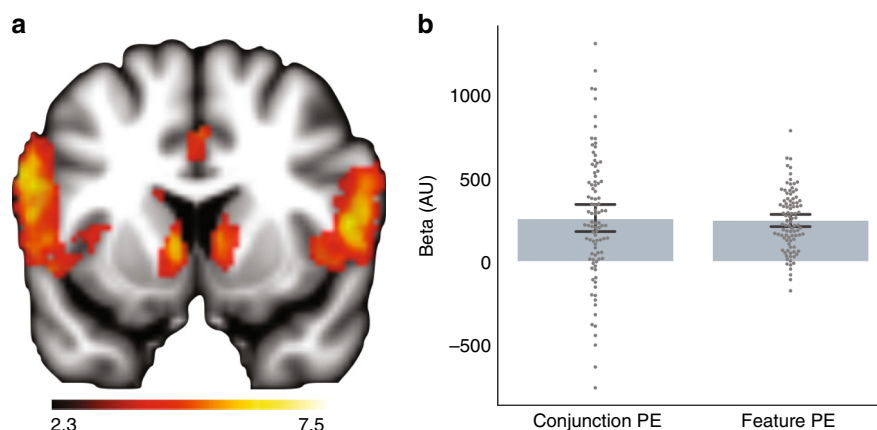 a
2.3 7.5
b
Beta (AU)
1000
500
0
–500
Conjunction PE Feature PE